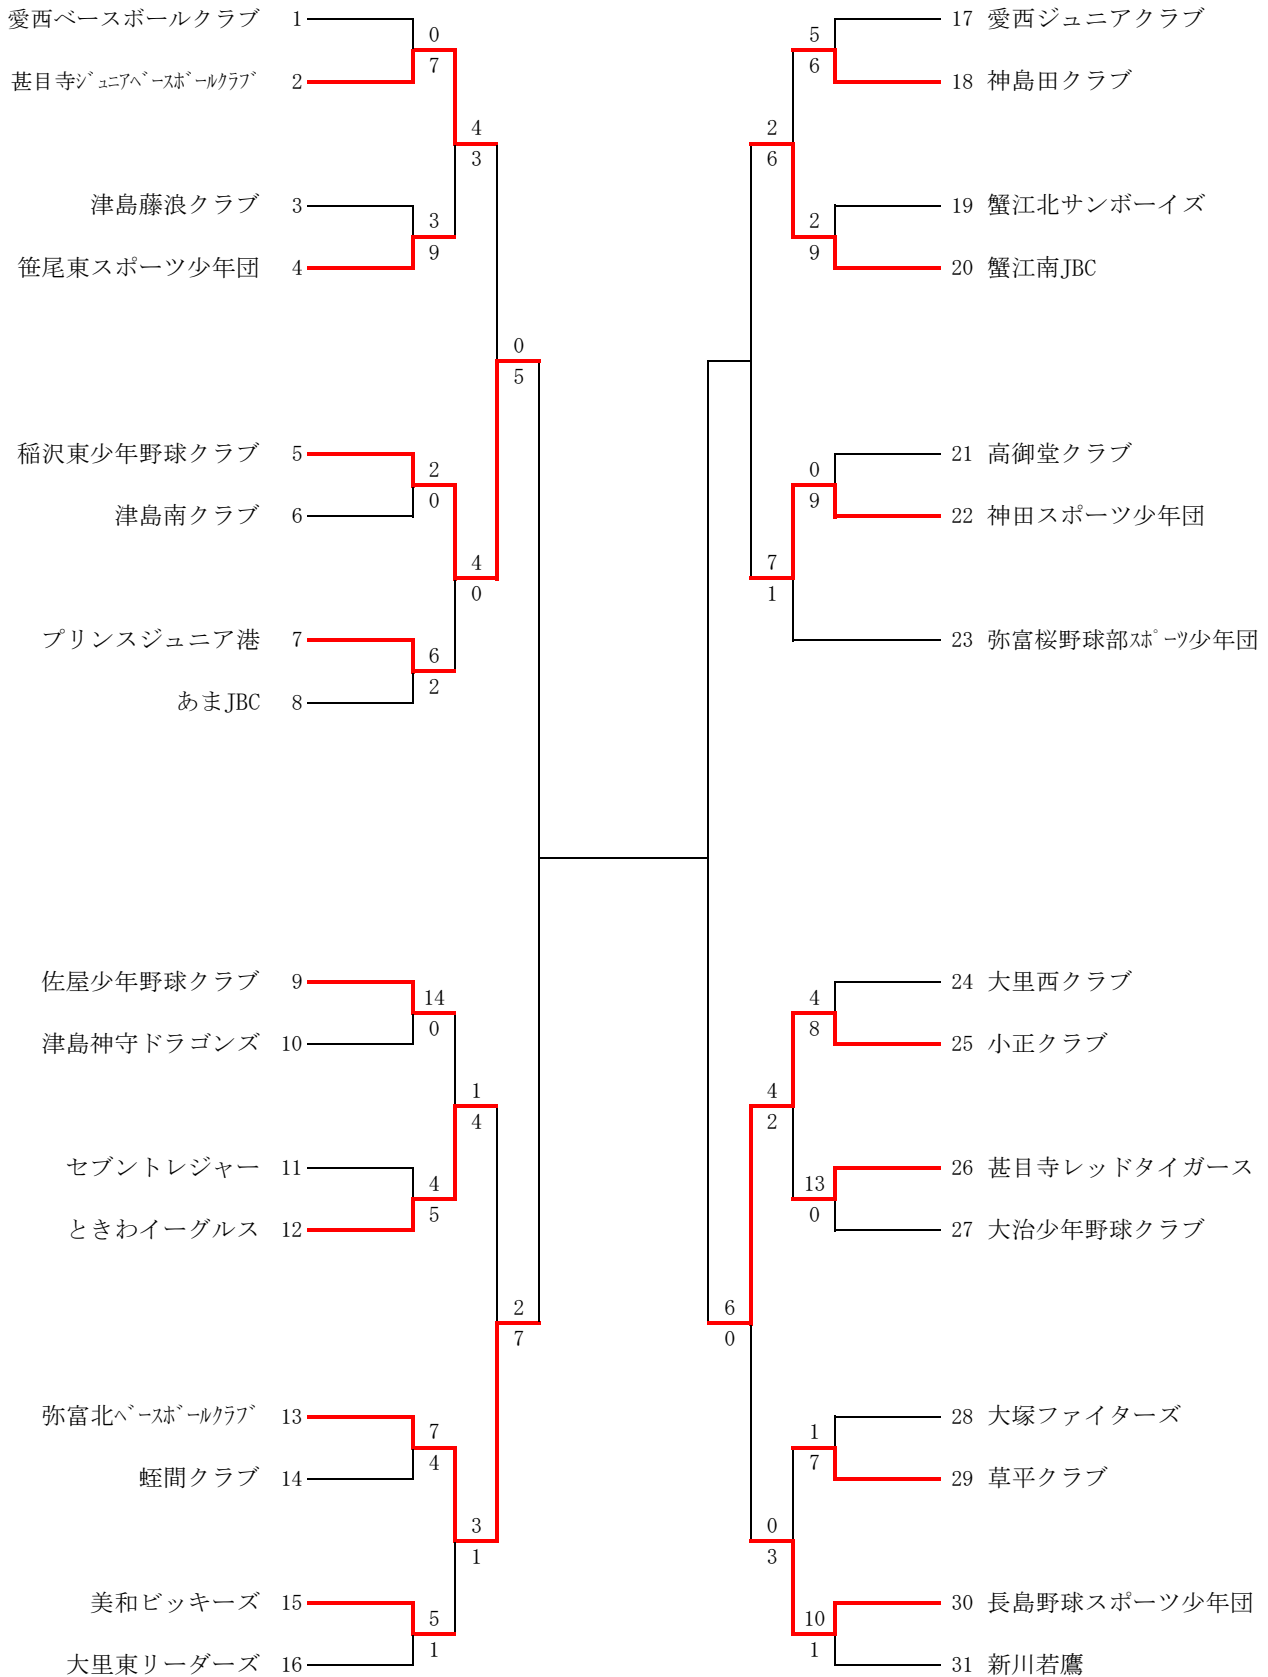 愛西ベースボールクラブ 1
0
7
甚目寺ｼﾞｭﾆｱﾍﾞｰｽﾎﾞｰﾙｸﾗﾌﾞ 2
4
3
津島藤浪クラブ 3
3
9
笹尾東スポーツ少年団 4
0
5
稲沢東少年野球クラブ 5
2
0
津島南クラブ 6
4
0
プリンスジュニア港 7
6
2
あまJBC 8
佐屋少年野球クラブ 9
14
0
津島神守ドラゴンズ 10
1
4
セブントレジャー 11
4
5
ときわイーグルス 12
2
7
弥富北ﾍﾞｰｽﾎﾞｰﾙｸﾗﾌﾞ 13
7
4
蛭間クラブ 14
3
1
美和ビッキーズ 15
5
1
大里東リーダーズ 16
17 愛西ジュニアクラブ
5
6
18 神島田クラブ
2
6
19 蟹江北サンボーイズ
2
9
20 蟹江南JBC
21 高御堂クラブ
0
9
22 神田スポーツ少年団
7
1
23 弥富桜野球部ｽﾎﾟｰﾂ少年団
24 大里西クラブ
4
8
25 小正クラブ
4
2
26 甚目寺レッドタイガース
13
0
27 大治少年野球クラブ
6
0
28 大塚ファイターズ
1
7
29 草平クラブ
0
3
30 長島野球スポーツ少年団
10
1
31 新川若鷹